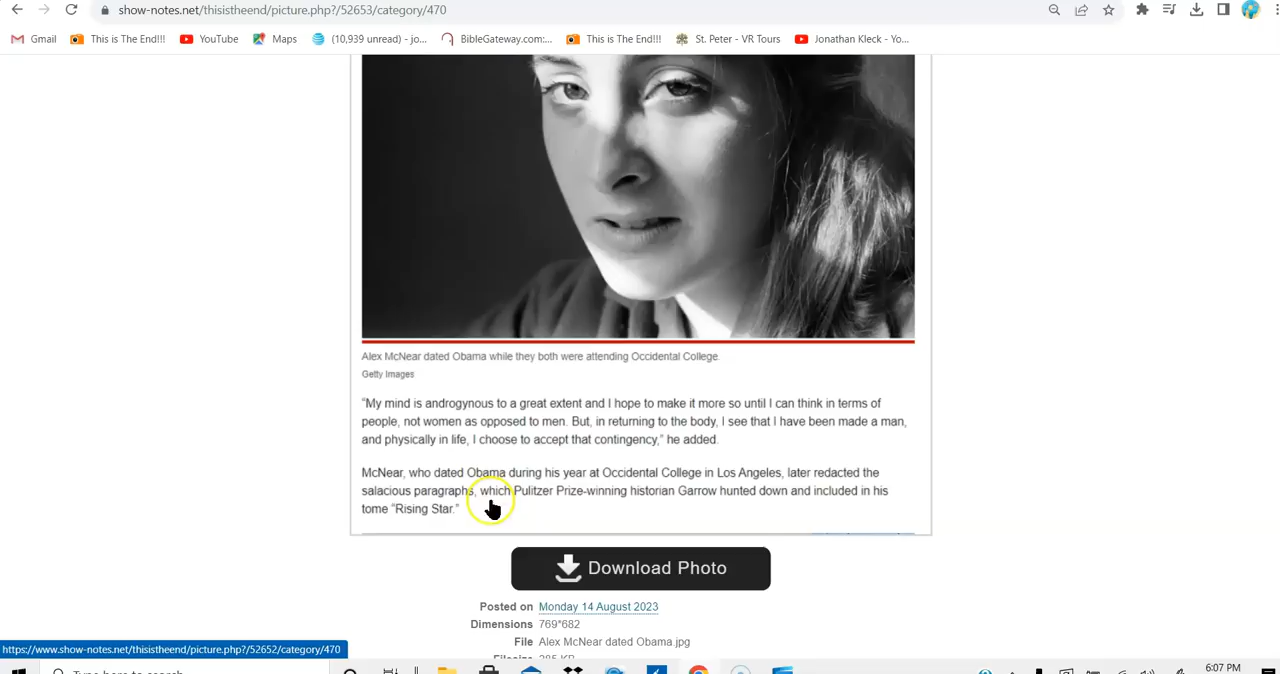 show-notes.net/thisistheend/picture.php?/52653/category/470
Gmail
This is The End!!!
YouTube
Maps
(10,939 unread) - jo...
BibleGateway.com:...
This is The End!!!
St. Peter - VR Tours
Jonathan Kleck - Yo...
Alex McNear dated Obama while they both were attending Occidental College.
Getty Images
“My mind is androgynous to a great extent and I hope to make it more so until I can think in terms of
people, not women as opposed to men. But, in returning to the body, I see that I have been made a man,
and physically in life, I choose to accept that contingency,” he added.
McNear, who dated Obama during his year at Occidental College in Los Angeles, later redacted the
salacious paragraphs, which Pulitzer Prize-winning historian Garrow hunted down and included in his
tome “Rising Star.”
Download Photo
Posted on Monday 14 August 2023
Dimensions 769*682
File Alex McNear dated Obama.jpg
Filesize 285 KB
https://www.show-notes.net/thisistheend/picture.php?/52652/category/470
Type here to search
6:07 PM